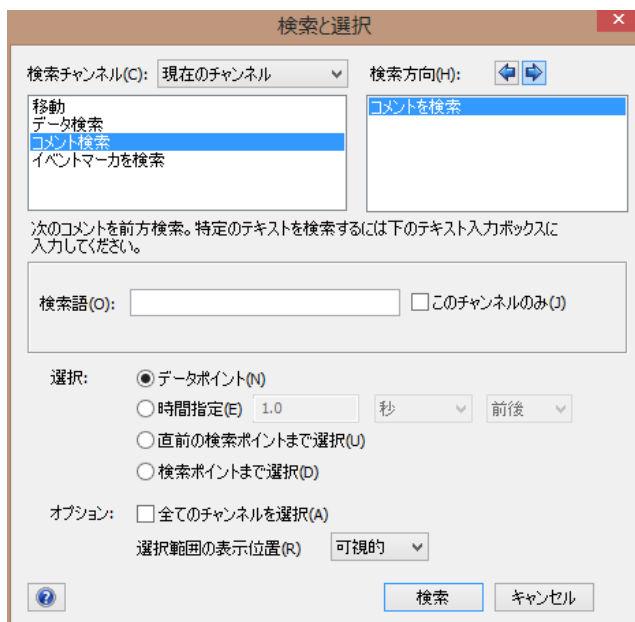 検索と選択
検索チャンネル(C): 現在のチャンネル 検索方向(H):
移動
データ検索
コメント検索
イベントマーカを検索
コメントを検索
次のコメントを前方検索。特定のテキストを検索するには下のテキスト入力ボックスに
入力してください。
検索語(O): このチャンネルのみ(J)
選択: データポイント(N)
時間指定(E) 1.0 秒 前後
直前の検索ポイントまで選択(U)
検索ポイントまで選択(D)
オプション: 全てのチャンネルを選択(A)
選択範囲の表示位置(R) 可視的
検索 キャンセル